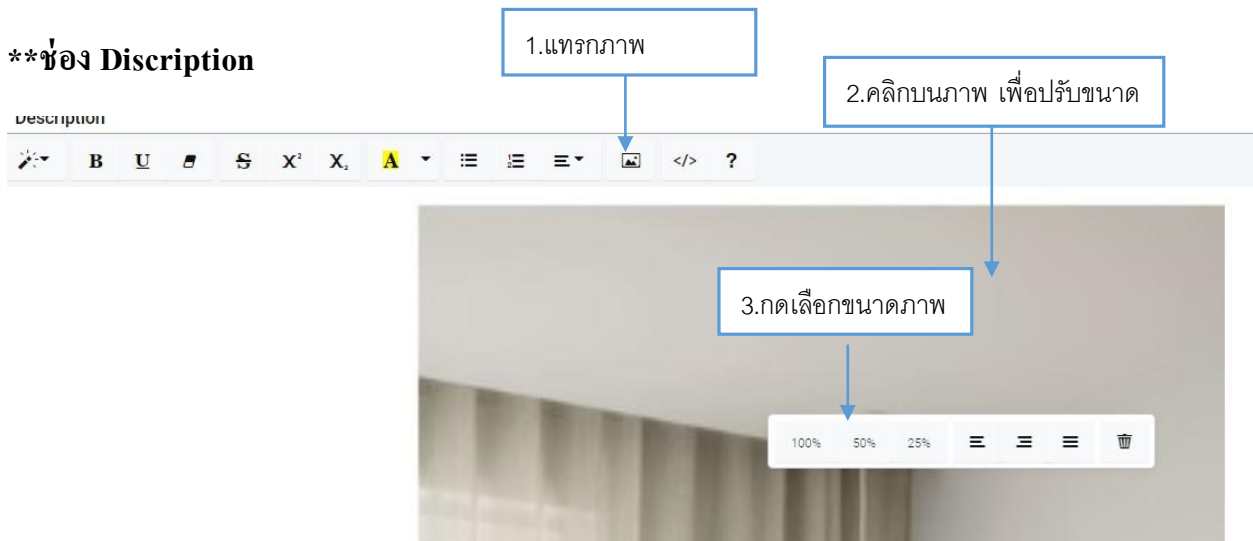 1.แทรกภาพ
**ช่อง Discription
2.คลิกบนภาพ เพื่อปรับขนาด
Description
B U S X² X₂ A </> ?
3.กดเลือกขนาดภาพ
100% 50% 25%